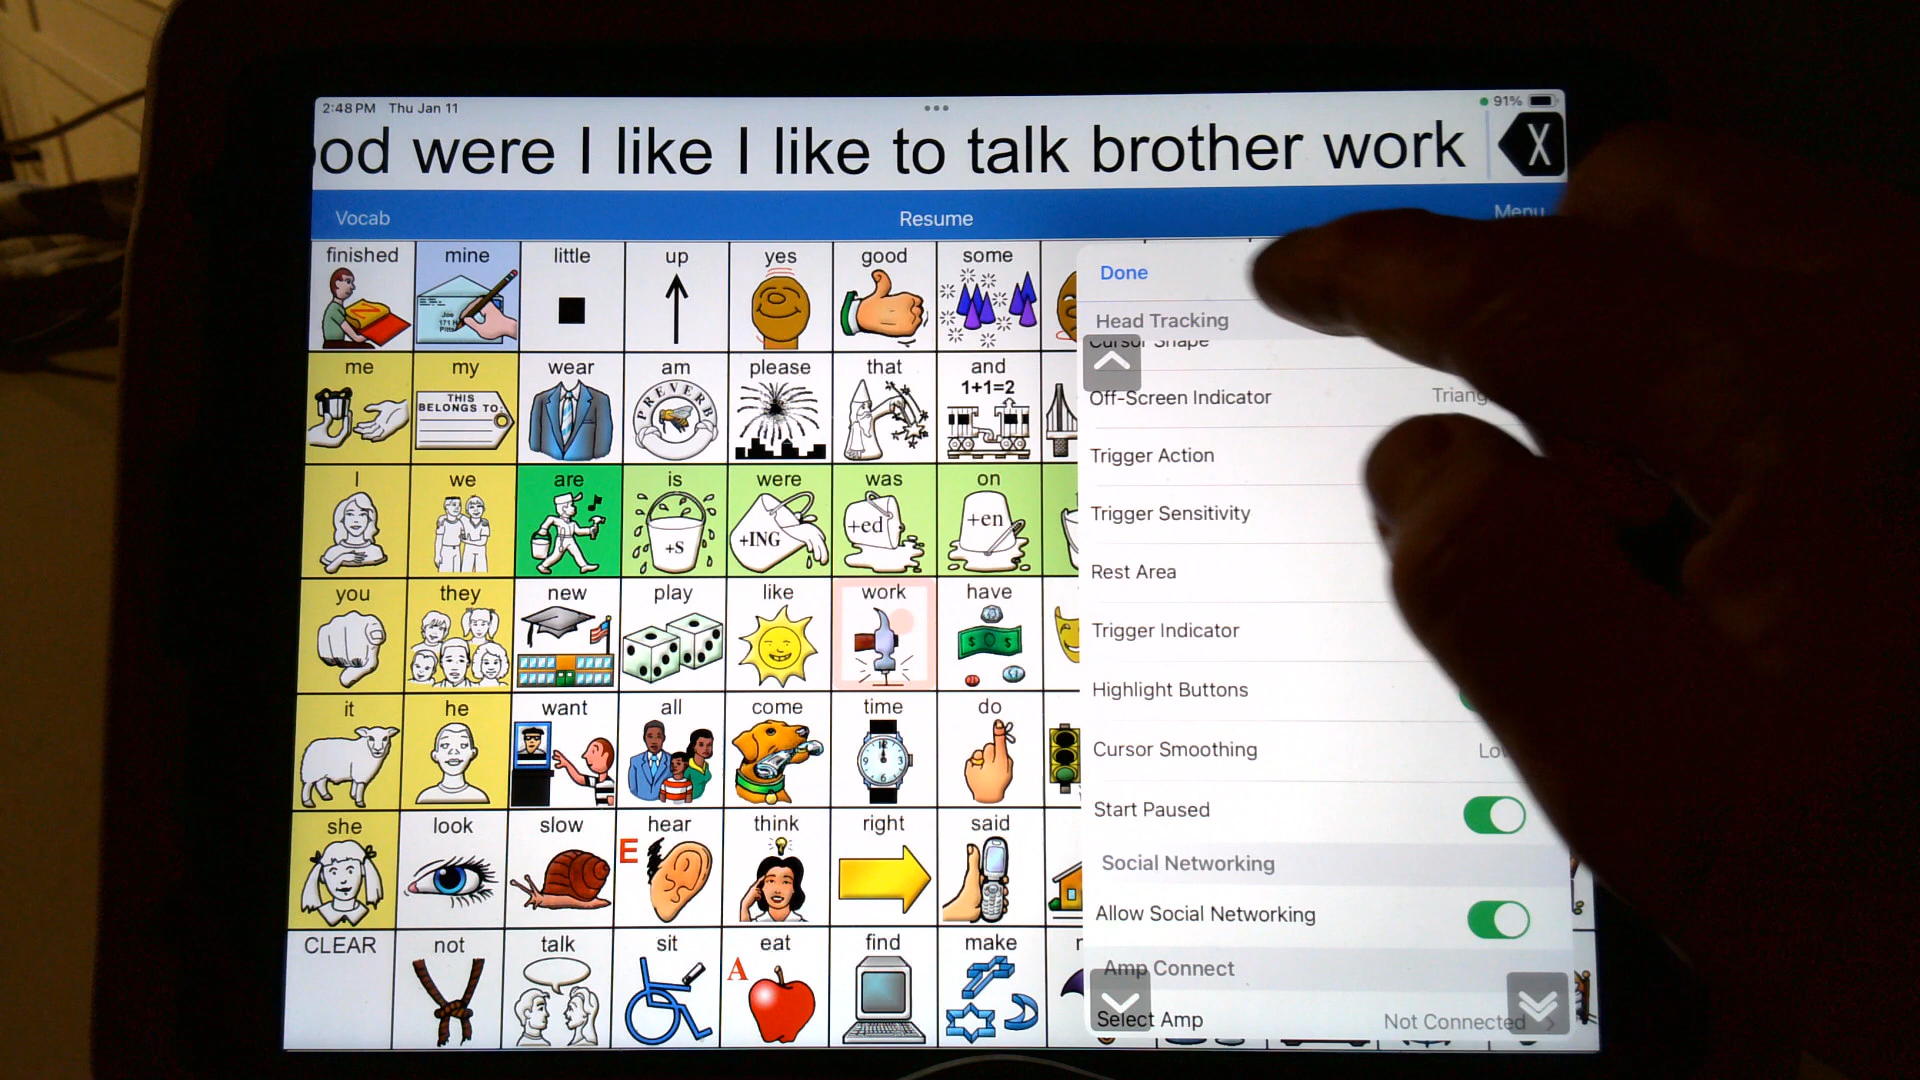 2:48 PM Thu Jan 11
91%
od were I like I like to talk brother work
X
Vocab Resume Menu
finished mine little up yes good some
me my wear am please that and
THIS BELONGS TO:
PREVERB
1+1=2
I we are is were was on
+S +ING +ed +en
you they new play like work have
it he want all come time do
she look slow hear think right said
E
CLEAR not talk sit eat find make
A
Done
Head Tracking
Cursor Shape
Off-Screen Indicator
Trigger Action
Trigger Sensitivity
Rest Area
Trigger Indicator
Highlight Buttons
Cursor Smoothing
Start Paused
Social Networking
Allow Social Networking
Amp Connect
Select Amp Not Connected